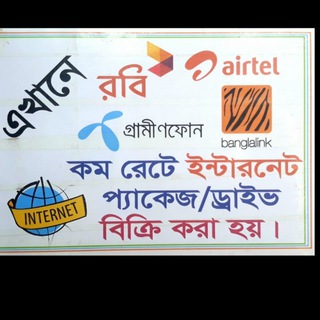 এখানে
রবি
airtel
গ্রামীণফোন
banglalink
কম রেটে ইন্টারনেট
প্যাকেজ/ড্রাইভ
বিক্রি করা হয়।
INTERNET